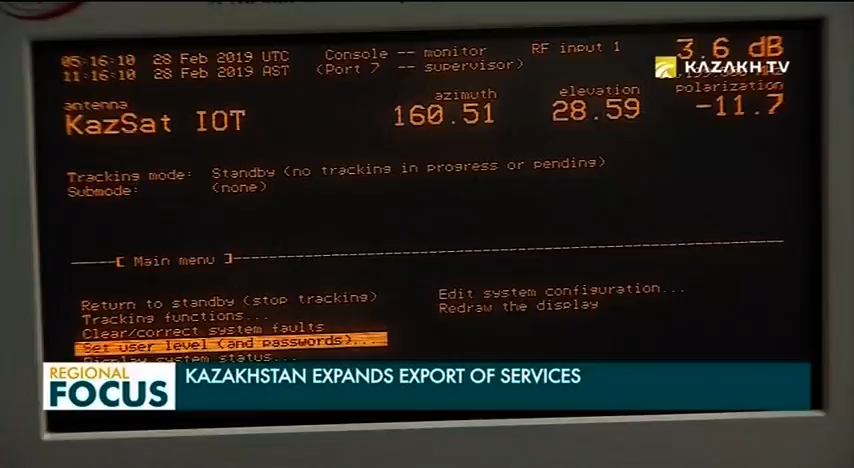 05:16:10 28 Feb 2019 UTC
11:16:10 28 Feb 2019 AST
Console -- monitor
(Port 7 -- supervisor)
RF input 1
3.6 dB
KAZAKH TV
antenna
KazSat IOT
azimuth
160.51
elevation
28.59
polarization
-11.7
Tracking mode: Standby (no tracking in progress or pending)
Submode: (none)
[ Main menu ]
Return to standby (stop tracking)
Tracking functions...
Clear/correct system faults
Set user level (and passwords)...
Display system status...
Edit system configuration...
Redraw the display
REGIONAL
FOCUS
KAZAKHSTAN EXPANDS EXPORT OF SERVICES